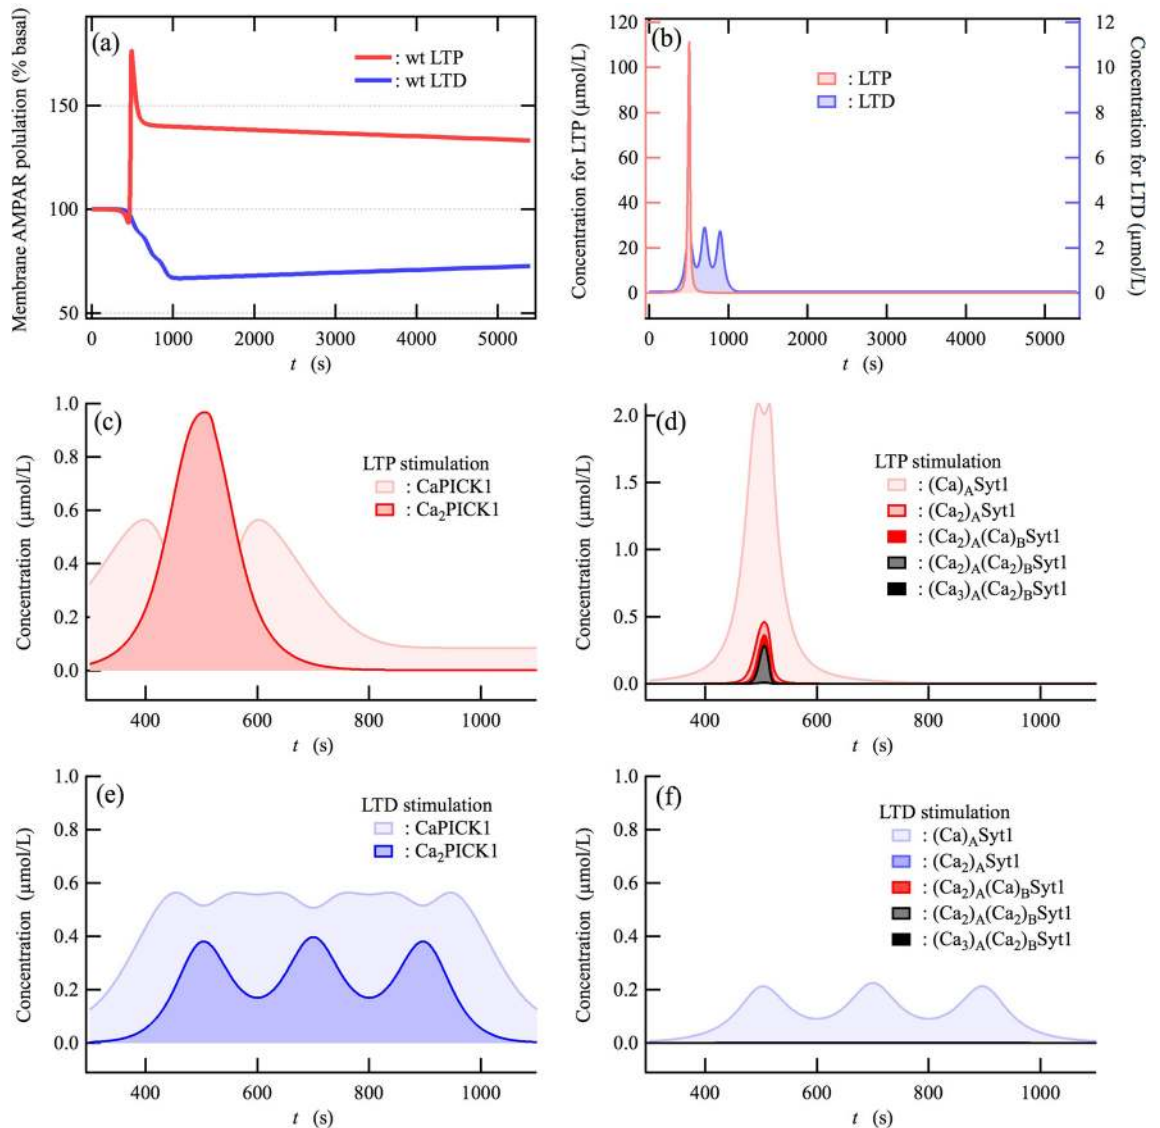 (a)
: wt LTP
: wt LTD
Membrane AMPAR polulation (% basal)
150
100
50
0 1000 2000 3000 4000 5000
t (s)
(b)
: LTP
: LTD
Concentration for LTP (μmol/L)
120
100
80
60
40
20
0
Concentration for LTD
(μmol/L)
12
10
8
6
4
2
0
0 1000 2000 3000 4000 5000
t (s)
(c)
LTP stimulation
: CaPICK1
: Ca₂PICK1
Concentration (μmol/L)
1.0
0.8
0.6
0.4
0.2
0.0
400 600 800 1000
t (s)
(d)
LTP stimulation
: (Ca)ASyt1
: (Ca₂)ASyt1
: (Ca₂)A(Ca)BSyt1
: (Ca₂)A(Ca₂)BSyt1
: (Ca₃)A(Ca₂)BSyt1
Concentration (μmol/L)
2.0
1.5
1.0
0.5
0.0
400 600 800 1000
t (s)
(e)
LTD stimulation
: CaPICK1
: Ca₂PICK1
Concentration (μmol/L)
1.0
0.8
0.6
0.4
0.2
0.0
400 600 800 1000
t (s)
(f)
LTD stimulation
: (Ca)ASyt1
: (Ca₂)ASyt1
: (Ca₂)A(Ca)BSyt1
: (Ca₂)A(Ca₂)BSyt1
: (Ca₃)A(Ca₂)BSyt1
Concentration (μmol/L)
1.0
0.8
0.6
0.4
0.2
0.0
400 600 800 1000
t (s)